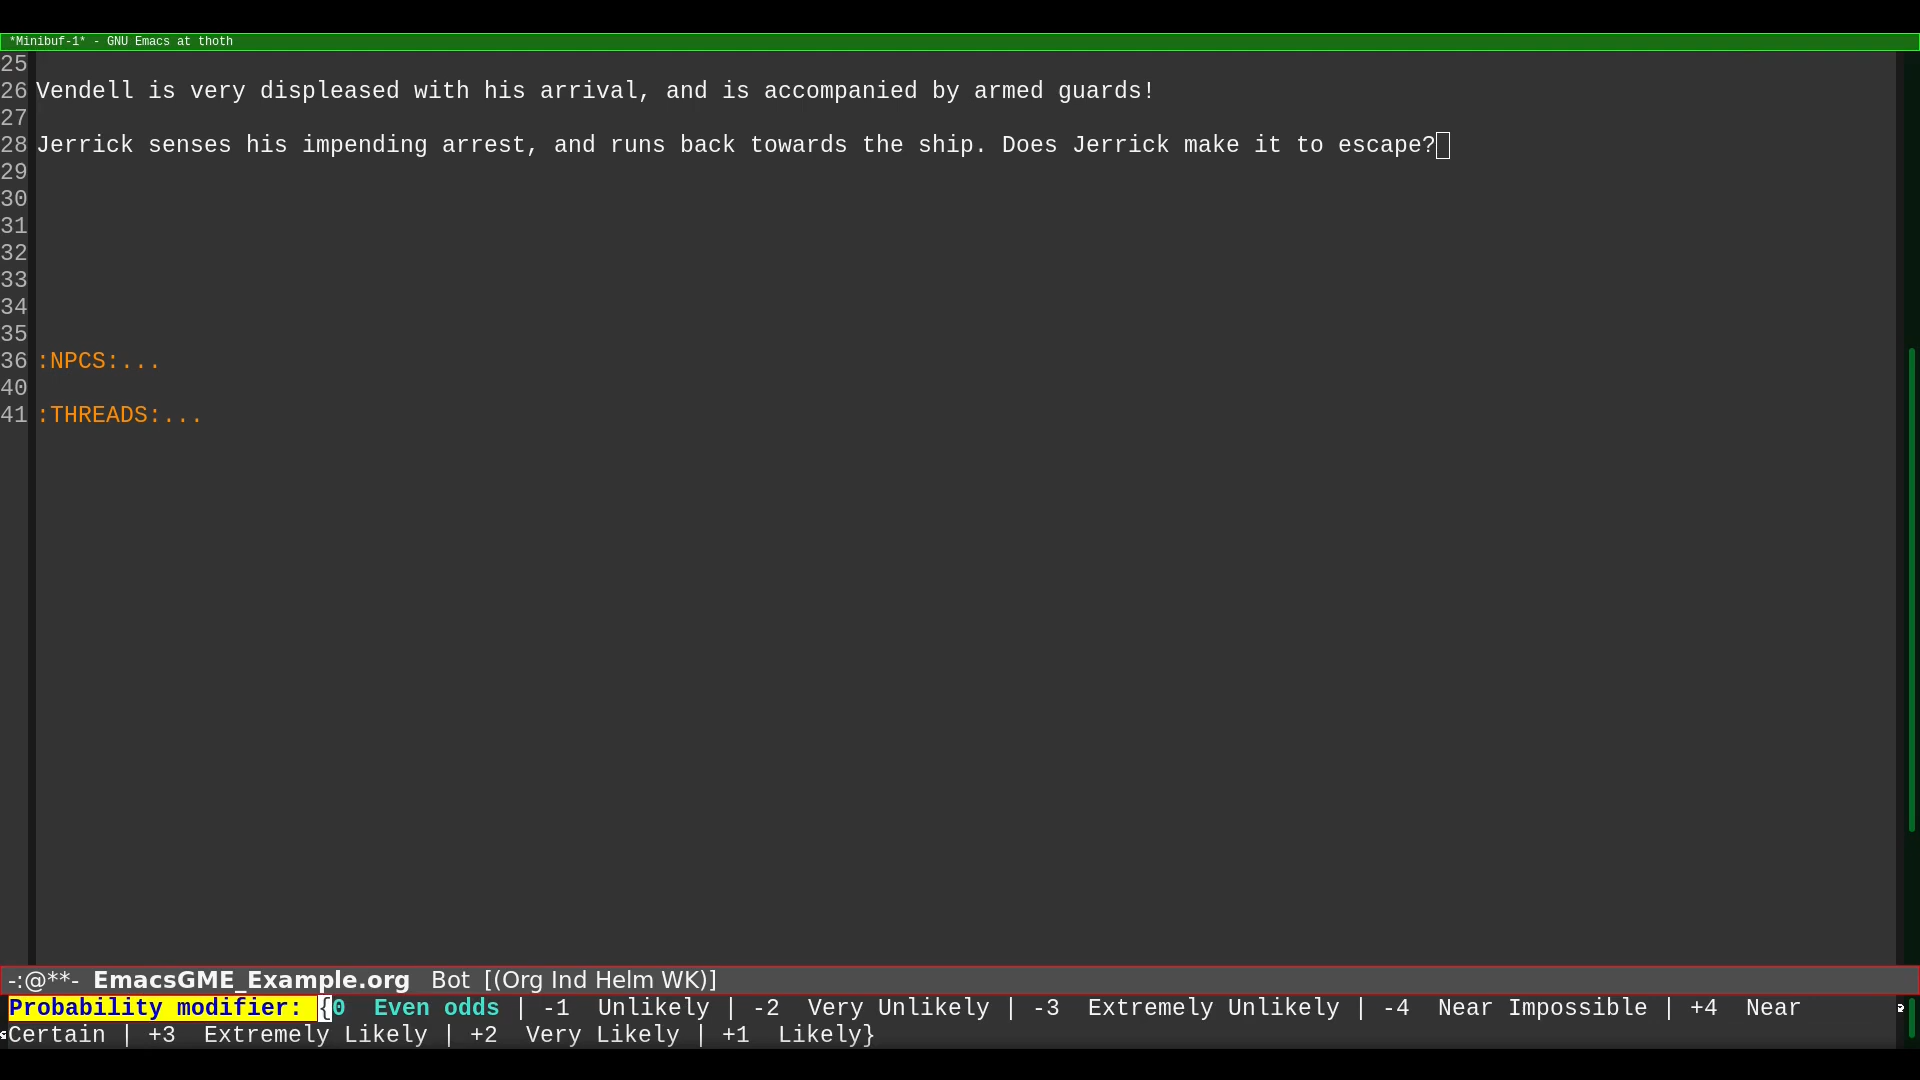 *Minibuf-1* - GNU Emacs at thoth
25
26 Vendell is very displeased with his arrival, and is accompanied by armed guards!
27
28 Jerrick senses his impending arrest, and runs back towards the ship. Does Jerrick make it to escape?
29
30
31
32
33
34
35
36 :NPCS:...
40
41 :THREADS:...
-:@**- EmacsGME_Example.org Bot [(Org Ind Helm WK)]
Probability modifier: {0 Even odds | -1 Unlikely | -2 Very Unlikely | -3 Extremely Unlikely | -4 Near Impossible | +4 Near
Certain | +3 Extremely Likely | +2 Very Likely | +1 Likely}